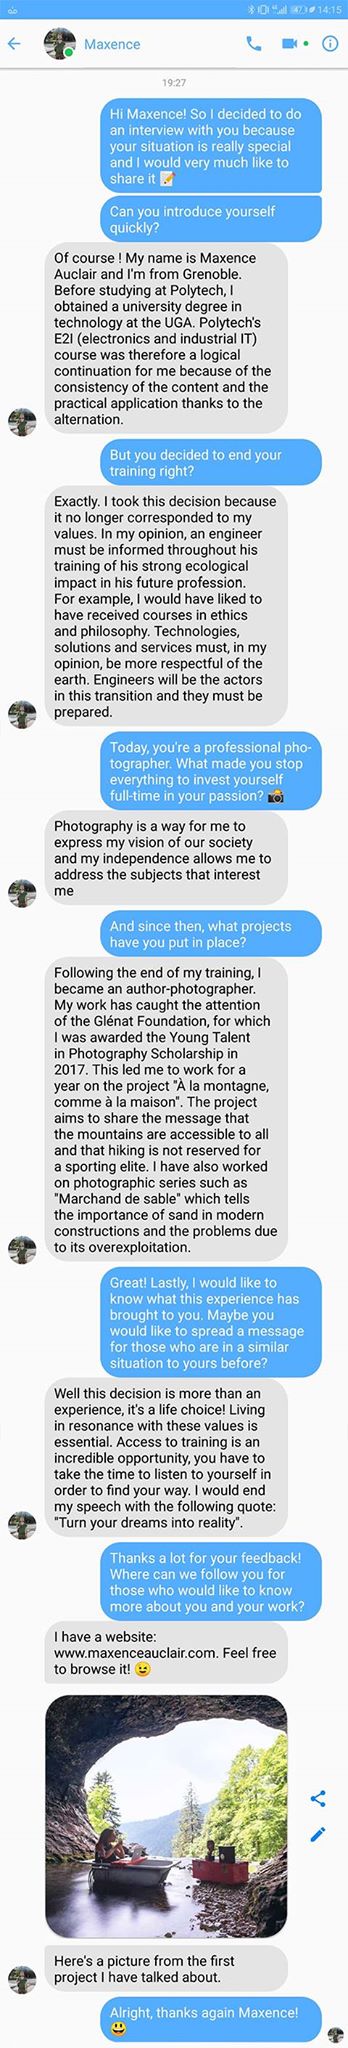 47 14:15
Maxence
19:27
Hi Maxence! So I decided to do
an interview with you because
your situation is really special
and I would very much like to
share it 📝
Can you introduce yourself
quickly?
Of course ! My name is Maxence
Auclair and I'm from Grenoble.
Before studying at Polytech, I
obtained a university degree in
technology at the UGA. Polytech's
E2I (electronics and industrial IT)
course was therefore a logical
continuation for me because of the
consistency of the content and the
practical application thanks to the
alternation.
But you decided to end your
training right?
Exactly. I took this decision because
it no longer corresponded to my
values. In my opinion, an engineer
must be informed throughout his
training of his strong ecological
impact in his future profession.
For example, I would have liked to
have received courses in ethics
and philosophy. Technologies,
solutions and services must, in my
opinion, be more respectful of the
earth. Engineers will be the actors
in this transition and they must be
prepared.
Today, you're a professional pho-
tographer. What made you stop
everything to invest yourself
full-time in your passion? 📸
Photography is a way for me to
express my vision of our society
and my independence allows me to
address the subjects that interest
me
And since then, what projects
have you put in place?
Following the end of my training, I
became an author-photographer.
My work has caught the attention
of the Glénat Foundation, for which
I was awarded the Young Talent
in Photography Scholarship in
2017. This led me to work for a
year on the project "À la montagne,
comme à la maison". The project
aims to share the message that
the mountains are accessible to all
and that hiking is not reserved for
a sporting elite. I have also worked
on photographic series such as
"Marchand de sable" which tells
the importance of sand in modern
constructions and the problems due
to its overexploitation.
Great! Lastly, I would like to
know what this experience has
brought to you. Maybe you
would like to spread a message
for those who are in a similar
situation to yours before?
Well this decision is more than an
experience, it's a life choice! Living
in resonance with these values is
essential. Access to training is an
incredible opportunity, you have to
take the time to listen to yourself in
order to find your way. I would end
my speech with the following quote:
"Turn your dreams into reality".
Thanks a lot for your feedback!
Where can we follow you for
those who would like to know
more about you and your work?
I have a website:
www.maxenceauclair.com. Feel free
to browse it! 😉
Here's a picture from the first
project I have talked about.
Alright, thanks again Maxence!
😃